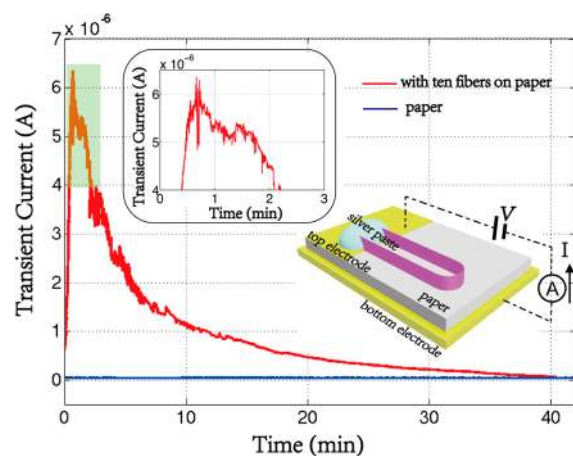 × 10⁻⁶
7
6
5
4
3
2
1
0
0
10
20
30
40
Transient Current (A)
Time (min)
× 10⁻⁶
6
5
4
0
1
2
3
Transient Current (A)
Time (min)
with ten fibers on paper
paper
silver paste
top electrode
paper
bottom electrode
V
I
A